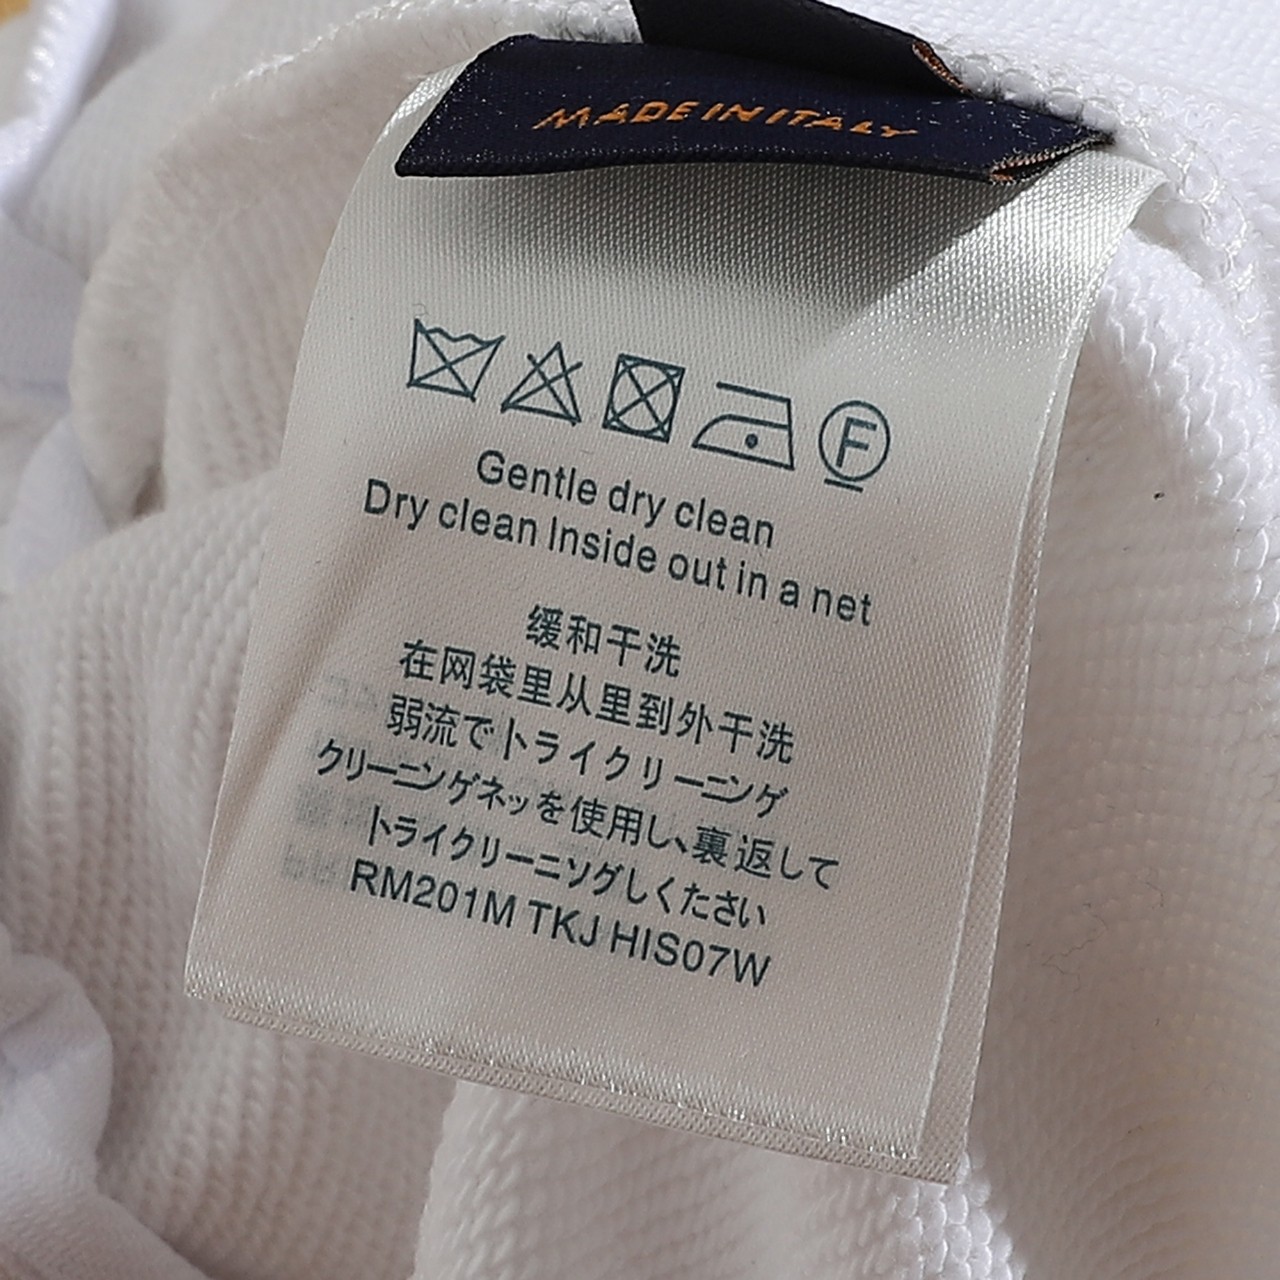 MADE IN ITALY
F
Gentle dry clean
Dry clean Inside out in a net
缓和干洗
在网袋里从里到外干洗
弱流でトライクリーニンゲ
クリーニンゲネッを使用し、裏返して
トライクリーニソグしくたさい
RM201M TKJ HIS07W